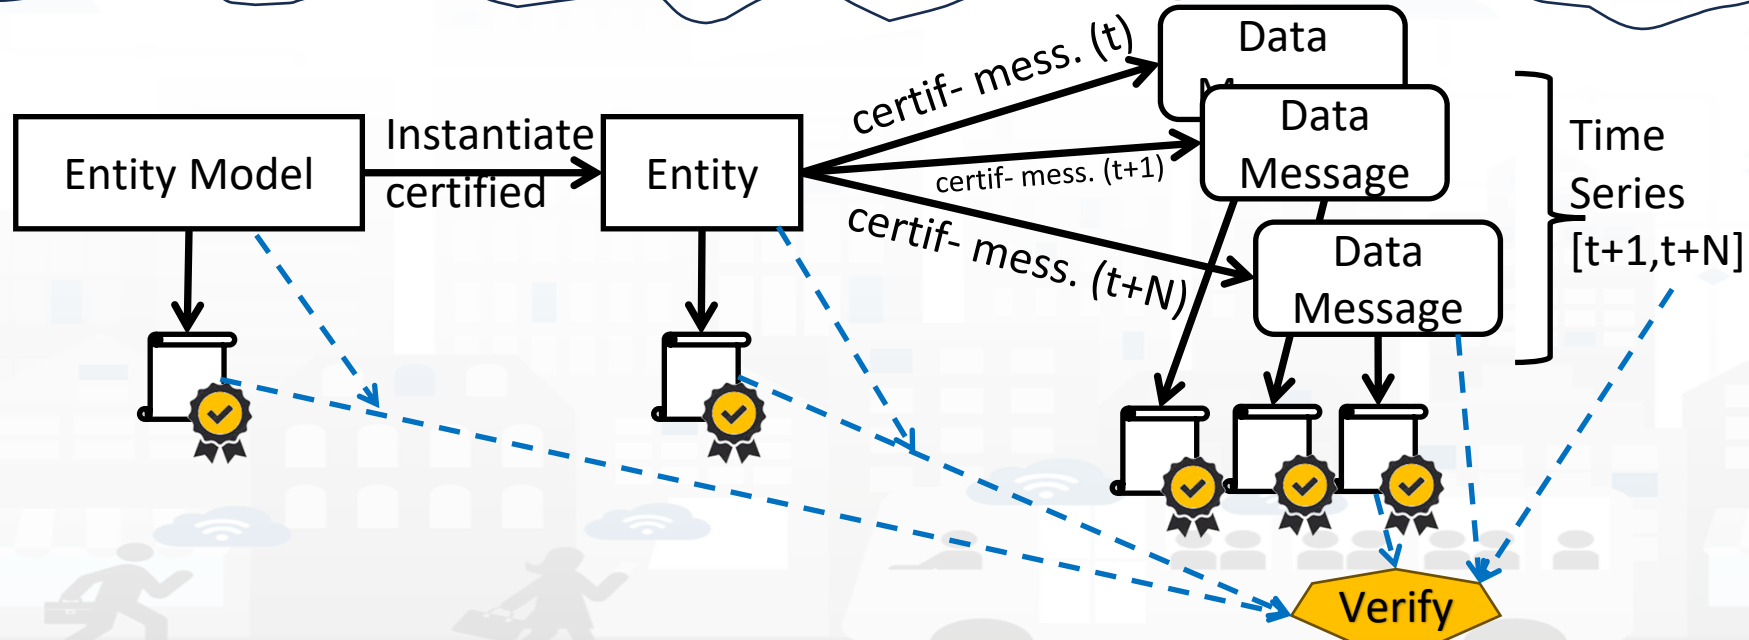 Entity Model
Instantiate
certified
Entity
certif- mess. (t)
certif- mess. (t+1)
certif- mess. (t+N)
Data
Data
Message
Data
Message
Time
Series
[t+1,t+N]
Verify